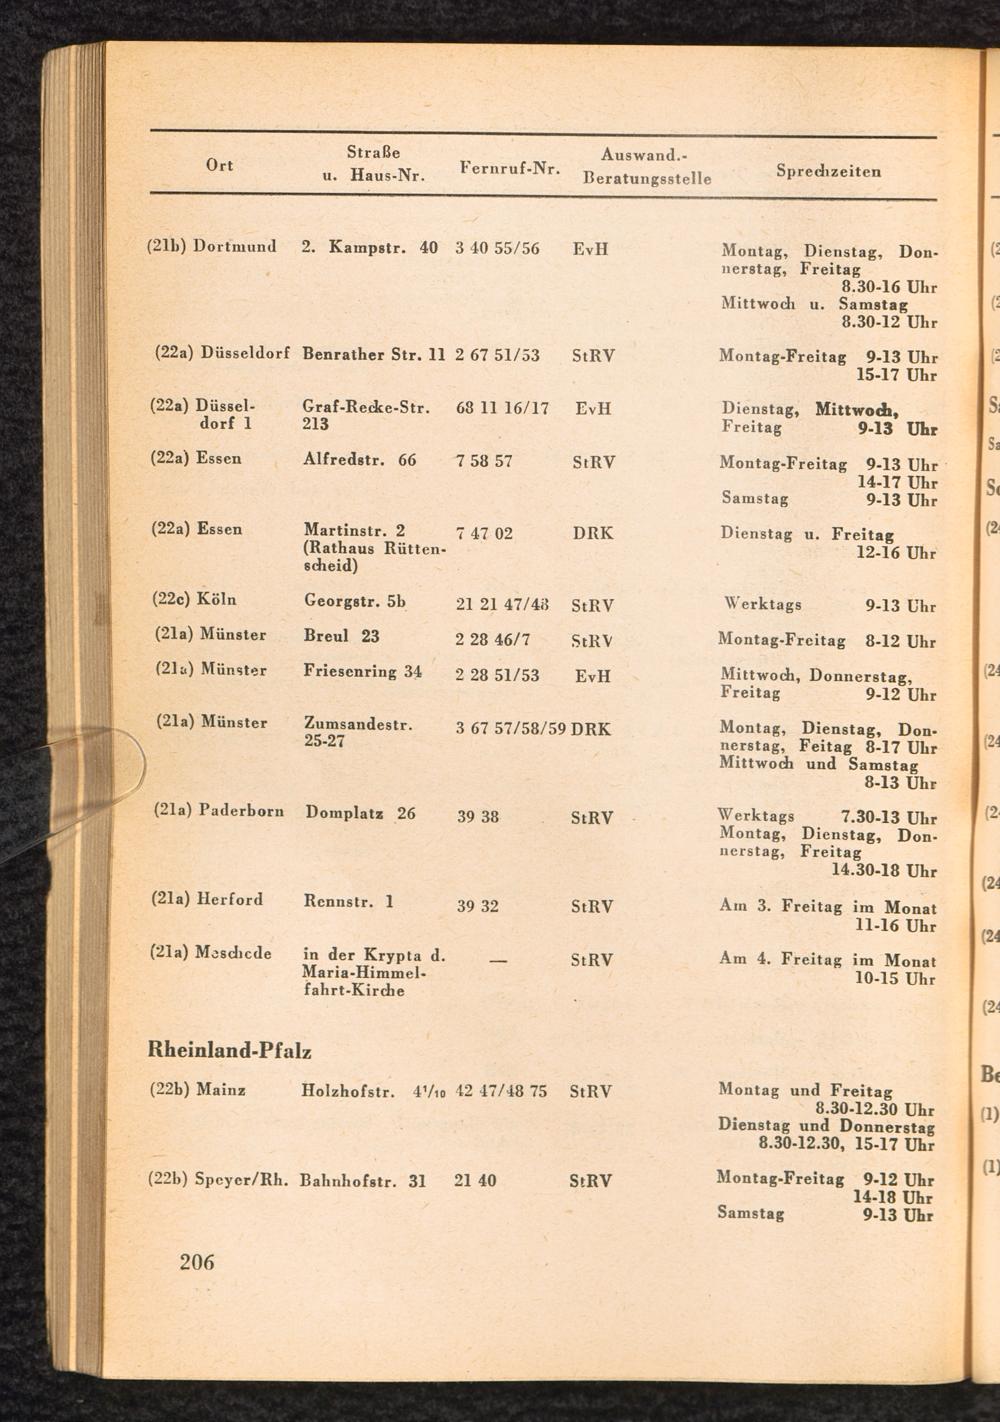 Ort Straße u. Haus-Nr. Fernruf-Nr. Auswand.-Beratungsstelle Sprechzeiten
(21b) Dortmund 2. Kampstr. 40 3 40 55/56 EvH Montag, Dienstag, Don-
nerstag, Freitag
8.30-16 Uhr
Mittwoch u. Samstag
8.30-12 Uhr
(22a) Düsseldorf Benrather Str. 11 2 67 51/53 StRV Montag-Freitag 9-13 Uhr
15-17 Uhr
(22a) Düssel- Graf-Recke-Str. 68 11 16/17 EvH Dienstag, Mittwoch,
dorf 1 213 Freitag 9-13 Uhr
(22a) Essen Alfredstr. 66 7 58 57 StRV Montag-Freitag 9-13 Uhr
14-17 Uhr
Samstag 9-13 Uhr
(22a) Essen Martinstr. 2 7 47 02 DRK Dienstag u. Freitag
(Rathaus Rütten- 12-16 Uhr
scheid)
(22c) Köln Georgstr. 5b 21 21 47/48 StRV Werktags 9-13 Uhr
(21a) Münster Breul 23 2 28 46/7 StRV Montag-Freitag 8-12 Uhr
(21a) Münster Friesenring 34 2 28 51/53 EvH Mittwoch, Donnerstag,
Freitag 9-12 Uhr
(21a) Münster Zumsandestr. 3 67 57/58/59 DRK Montag, Dienstag, Don-
25-27 nerstag, Feitag 8-17 Uhr
Mittwoch und Samstag
8-13 Uhr
(21a) Paderborn Domplatz 26 39 38 StRV Werktags 7.30-13 Uhr
Montag, Dienstag, Don-
nerstag, Freitag
14.30-18 Uhr
(21a) Herford Rennstr. 1 39 32 StRV Am 3. Freitag im Monat
11-16 Uhr
(21a) Meschede in der Krypta d. — StRV Am 4. Freitag im Monat
Maria-Himmel- 10-15 Uhr
fahrt-Kirche
Rheinland-Pfalz
(22b) Mainz Holzhofstr. 4¹/₁₀ 42 47/48 75 StRV Montag und Freitag
8.30-12.30 Uhr
Dienstag und Donnerstag
8.30-12.30, 15-17 Uhr
(22b) Speyer/Rh. Bahnhofstr. 31 21 40 StRV Montag-Freitag 9-12 Uhr
14-18 Uhr
Samstag 9-13 Uhr
206